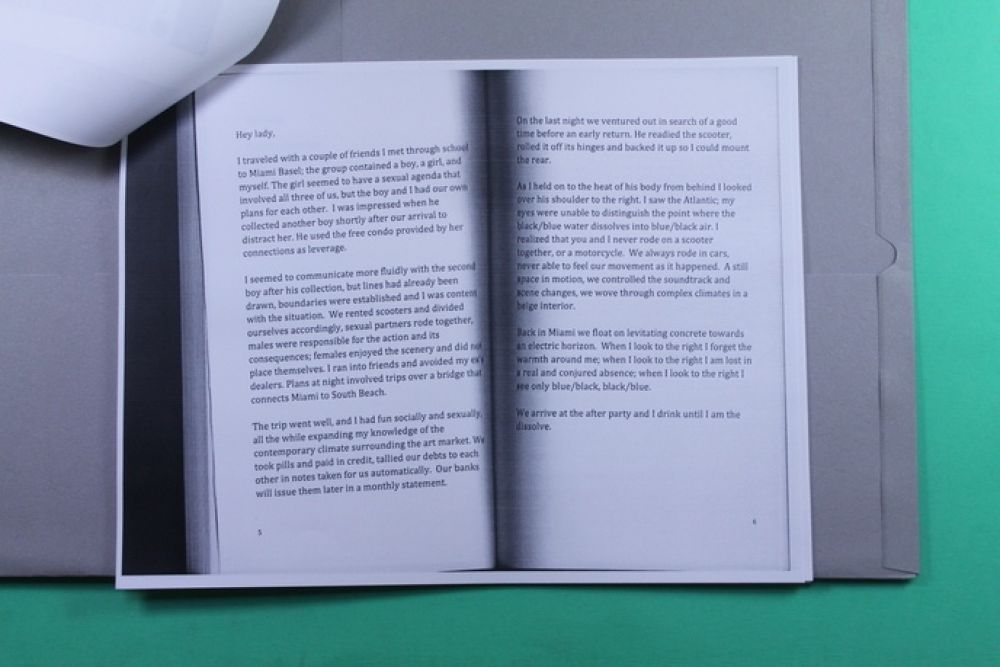 Hey lady,
I traveled with a couple of friends I met through school
to Miami Basel; the group contained a boy, a girl, and
myself. The girl seemed to have a sexual agenda that
involved all three of us, but the boy and I had our own
plans for each other.  I was impressed when he
collected another boy shortly after our arrival to
distract her. He used the free condo provided by her
connections as leverage.
I seemed to communicate more fluidly with the second
boy after his collection, but lines had already been
drawn, boundaries were established and I was content
with the situation.  We rented scooters and divided
ourselves accordingly, sexual partners rode together,
males were responsible for the action and its
consequences; females enjoyed the scenery and did not
place themselves. I ran into friends and avoided my ex's
dealers. Plans at night involved trips over a bridge that
connects Miami to South Beach.
The trip went well, and I had fun socially and sexually,
all the while expanding my knowledge of the
contemporary climate surrounding the art market. We
took pills and paid in credit, tallied our debts to each
other in notes taken for us automatically.  Our banks
will issue them later in a monthly statement.
5
On the last night we ventured out in search of a good
time before an early return. He readied the scooter,
rolled it off its hinges and backed it up so I could mount
the rear.
As I held on to the heat of his body from behind I looked
over his shoulder to the right. I saw the Atlantic; my
eyes were unable to distinguish the point where the
black/blue water dissolves into blue/black air. I
realized that you and I never rode on a scooter
together, or a motorcycle.  We always rode in cars,
never able to feel our movement as it happened.  A still
space in motion, we controlled the soundtrack and
scene changes, we wove through complex climates in a
beige interior.
Back in Miami we float on levitating concrete towards
an electric horizon.  When I look to the right I forget the
warmth around me; when I look to the right I am lost in
a real and conjured absence; when I look to the right I
see only blue/black, black/blue.
We arrive at the after party and I drink until I am the
dissolve.
6